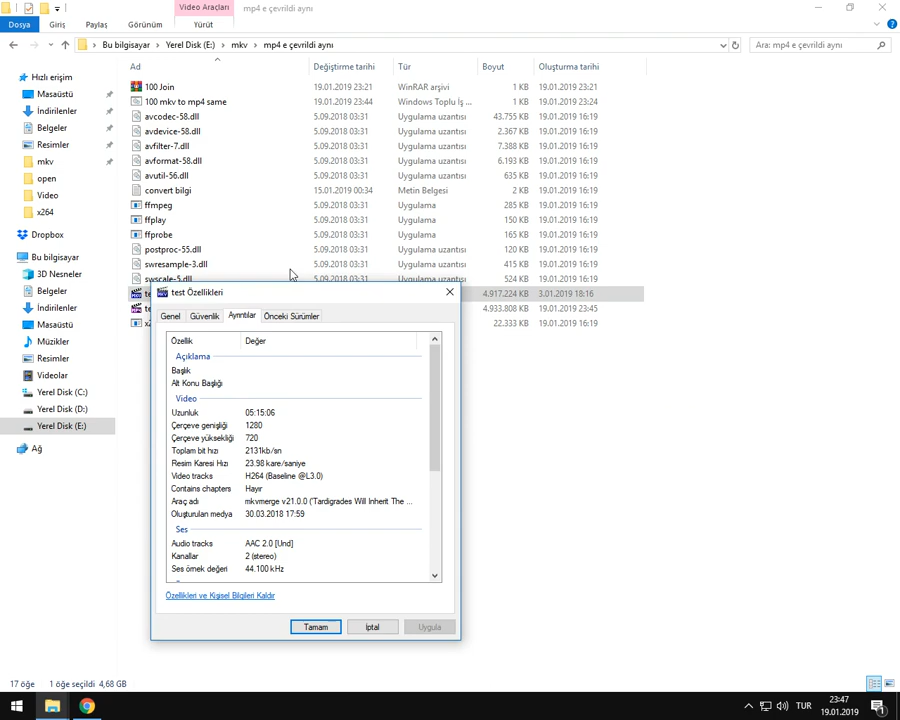 Video Araçları
mp4 e çevrildi aynı
Dosya
Giriş
Paylaş
Görünüm
Yürüt
Bu bilgisayar
Yerel Disk (E:)
mkv
mp4 e çevrildi aynı
Ara: mp4 e çevrildi aynı
Hızlı erişim
Masaüstü
İndirilenler
Belgeler
Resimler
mkv
open
Video
x264
Dropbox
Bu bilgisayar
3D Nesneler
Belgeler
İndirilenler
Masaüstü
Müzikler
Resimler
Videolar
Yerel Disk (C:)
Yerel Disk (D:)
Yerel Disk (E:)
Ağ
Ad Değiştirme tarihi Tür Boyut Oluşturma tarihi
100 Join 19.01.2019 23:21 WinRAR arşivi 1 KB 19.01.2019 23:21
100 mkv to mp4 same 19.01.2019 23:44 Windows Toplu İş ... 1 KB 19.01.2019 23:24
avcodec-58.dll 5.09.2018 03:31 Uygulama uzantısı 43.755 KB 19.01.2019 16:19
avdevice-58.dll 5.09.2018 03:31 Uygulama uzantısı 2.367 KB 19.01.2019 16:19
avfilter-7.dll 5.09.2018 03:31 Uygulama uzantısı 7.388 KB 19.01.2019 16:19
avformat-58.dll 5.09.2018 03:31 Uygulama uzantısı 6.193 KB 19.01.2019 16:19
avutil-56.dll 5.09.2018 03:31 Uygulama uzantısı 635 KB 19.01.2019 16:19
convert bilgi 15.01.2019 00:34 Metin Belgesi 2 KB 19.01.2019 16:19
ffmpeg 5.09.2018 03:31 Uygulama 285 KB 19.01.2019 16:19
ffplay 5.09.2018 03:31 Uygulama 150 KB 19.01.2019 16:19
ffprobe 5.09.2018 03:31 Uygulama 165 KB 19.01.2019 16:19
postproc-55.dll 5.09.2018 03:31 Uygulama uzantısı 120 KB 19.01.2019 16:19
swresample-3.dll 5.09.2018 03:31 Uygulama uzantısı 415 KB 19.01.2019 16:19
swscale-5.dll 5.09.2018 03:31 Uygulama uzantısı 524 KB 19.01.2019 16:19
4.917.224 KB 3.01.2019 18:16
4.933.808 KB 19.01.2019 23:45
22.333 KB 19.01.2019 16:19
test Özellikleri
Genel
Güvenlik
Ayrıntılar
Önceki Sürümler
Özellik Değer
Açıklama
Başlık
Alt Konu Başlığı
Video
Uzunluk 05:15:06
Çerçeve genişliği 1280
Çerçeve yüksekliği 720
Toplam bit hızı 2131kb/sn
Resim Karesi Hızı 23.98 kare/saniye
Video tracks H264 (Baseline @L3.0)
Contains chapters Hayır
Araç adı mkvmerge v21.0.0 ('Tardigrades Will Inherit The ...
Oluşturulan medya 30.03.2018 17:59
Ses
Audio tracks AAC 2.0 [Und]
Kanallar 2 (stereo)
Ses örnek değeri 44.100 kHz
Özellikleri ve Kişisel Bilgileri Kaldır
Tamam
İptal
Uygula
17 öğe
1 öğe seçildi 4,68 GB
TUR
23:47
19.01.2019
1